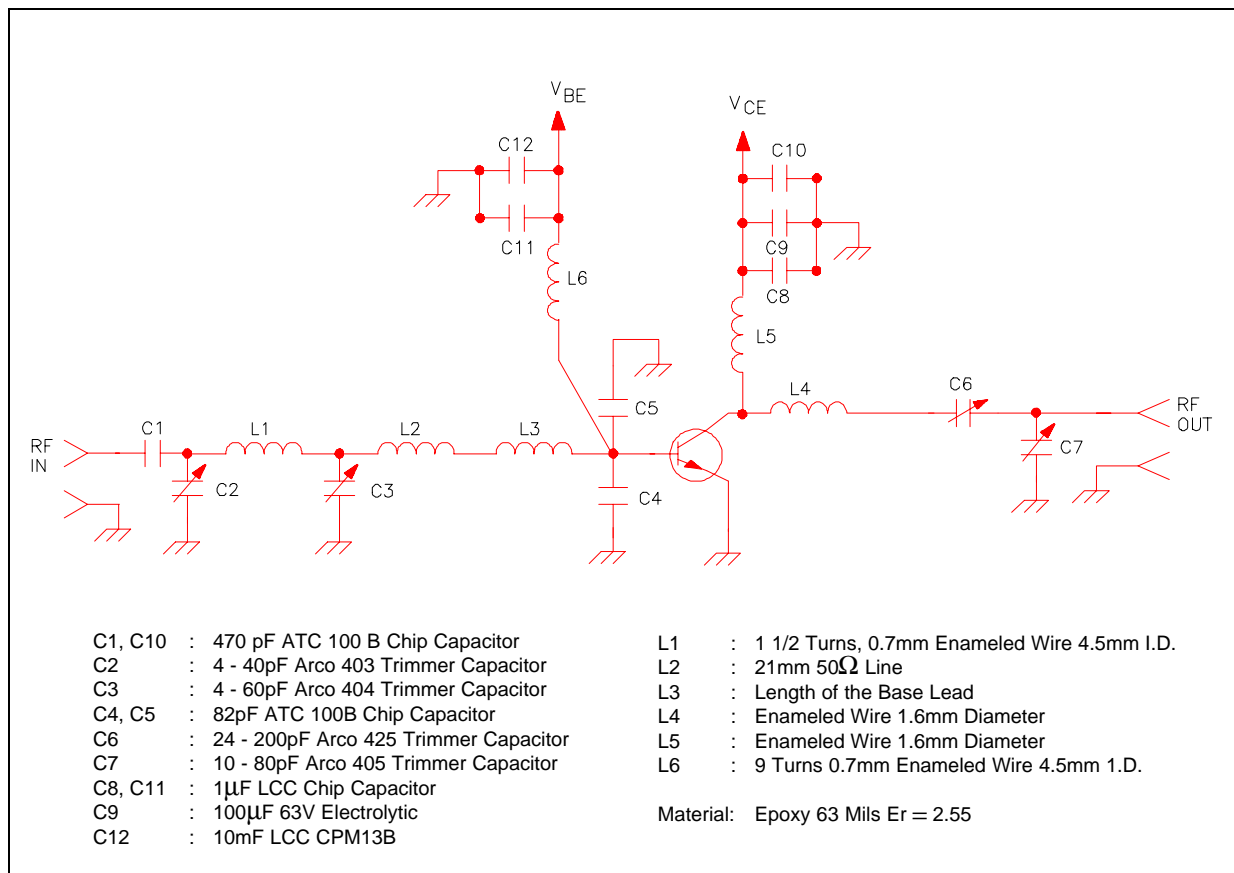 V BE
V CE
C12
C10
C11
C9
L6
C8
L5
C5
L4
C6
RF
OUT
RF
IN
C1
L1
L2
L3
C7
C2
C3
C4
C1, C10 : 470 pF ATC 100 B Chip Capacitor
C2 : 4 - 40pF Arco 403 Trimmer Capacitor
C3 : 4 - 60pF Arco 404 Trimmer Capacitor
C4, C5 : 82pF ATC 100B Chip Capacitor
C6 : 24 - 200pF Arco 425 Trimmer Capacitor
C7 : 10 - 80pF Arco 405 Trimmer Capacitor
C8, C11 : 1µF LCC Chip Capacitor
C9 : 100µF 63V Electrolytic
C12 : 10mF LCC CPM13B
L1 : 1 1/2 Turns, 0.7mm Enameled Wire 4.5mm I.D.
L2 : 21mm 50Ω Line
L3 : Length of the Base Lead
L4 : Enameled Wire 1.6mm Diameter
L5 : Enameled Wire 1.6mm Diameter
L6 : 9 Turns 0.7mm Enameled Wire 4.5mm 1.D.
Material: Epoxy 63 Mils Er = 2.55